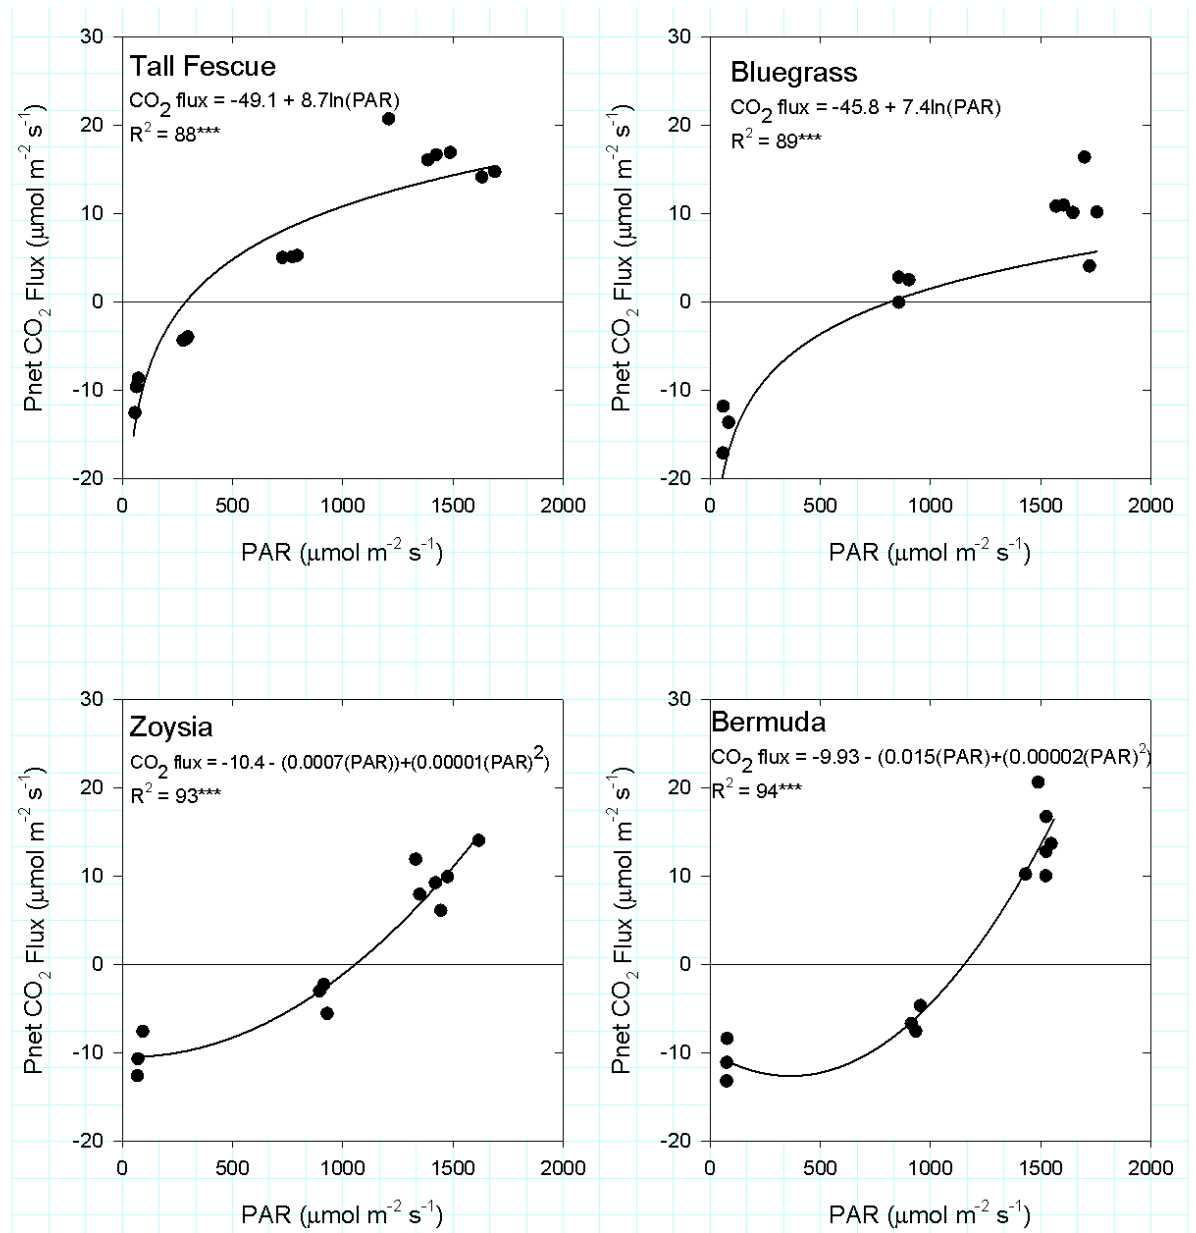 Tall Fescue
CO2 flux = -49.1 + 8.7ln(PAR)
R2 = 88***
30
20
10
0
-10
-20
Pnet CO2 Flux (μmol m-2 s-1)
0 500 1000 1500 2000
PAR (μmol m-2 s-1)
Bluegrass
CO2 flux = -45.8 + 7.4ln(PAR)
R2 = 89***
30
20
10
0
-10
-20
Pnet CO2 Flux (μmol m-2 s-1)
0 500 1000 1500 2000
PAR (μmol m-2 s-1)
Zoysia
CO2 flux = -10.4 - (0.0007(PAR))+(0.00001(PAR)2)
R2 = 93***
30
20
10
0
-10
-20
Pnet CO2 Flux (μmol m-2 s-1)
0 500 1000 1500 2000
PAR (μmol m-2 s-1)
Bermuda
CO2 flux = -9.93 - (0.015(PAR)+(0.00002(PAR)2)
R2 = 94***
30
20
10
0
-10
-20
Pnet CO2 Flux (μmol m-2 s-1)
0 500 1000 1500 2000
PAR (μmol m-2 s-1)